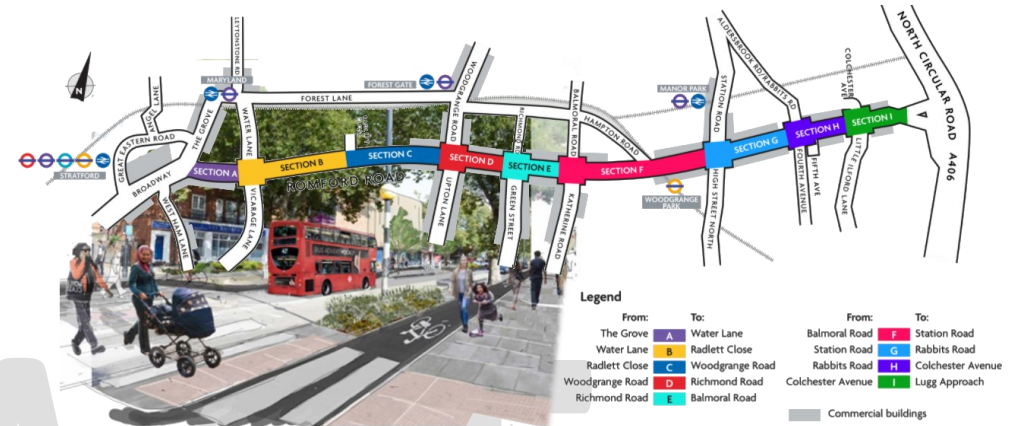 LEYTONSTONE RD
MARYLAND
ANGEL LANE
THE GROVE
GREAT EASTERN ROAD
STRATFORD
BROADWAY
WEST HAM LANE
WATER LANE
VICARAGE LANE
FOREST GATE
FOREST LANE
WOODGRANGE ROAD
UPTON LANE
RICHMOND RD
GREEN STREET
BALMORAL ROAD
KATHERINE ROAD
HAMPTON ROAD
ROMFORD ROAD
SECTION A
SECTION B
SECTION C
SECTION D
SECTION E
SECTION F
SECTION G
SECTION H
SECTION I
MANOR PARK
WOODGRANGE
PARK
STATION ROAD
HIGH STREET NORTH
ALDERSBROOK RD/RABBITS RD
FOURTH AVENUE
FIFTH AVE
COLCHESTER
AVE
LITTLE ILFORD LANE
NORTH CIRCULAR ROAD
A406
N
Legend
From: To:
The Grove A Water Lane
Water Lane B Radlett Close
Radlett Close C Woodgrange Road
Woodgrange Road D Richmond Road
Richmond Road E Balmoral Road
From: To:
Balmoral Road F Station Road
Station Road G Rabbits Road
Rabbits Road H Colchester Avenue
Colchester Avenue I Lugg Approach
Commercial buildings